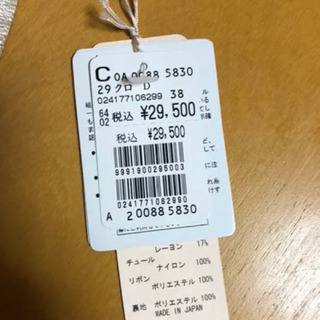 C 0A 0088 5830
29 クロ D
024177106299 38
64
02 税込 ¥29,500
税込 ¥29,500
9991900295003
0241771062990
A 20088 5830
レーヨン 17%
チュール ナイロン 100%
リボン ポリエステル 100%
裏地 ポリエステル 100%
MADE IN JAPAN